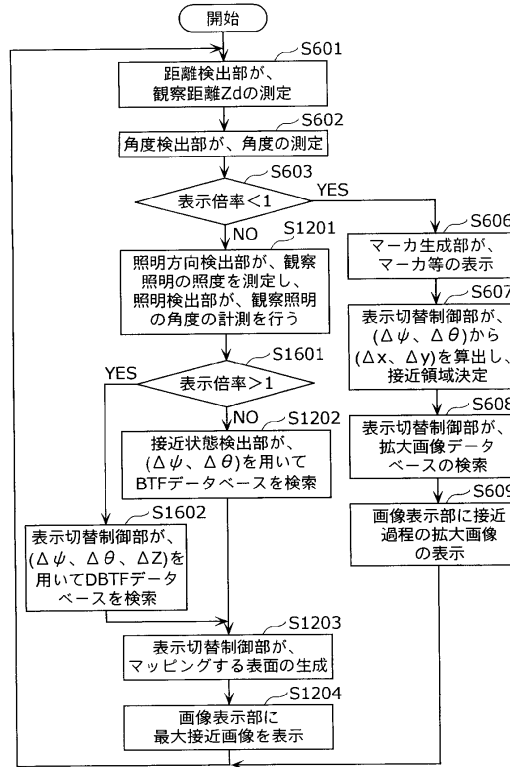 開始
S601
距離検出部が、
観察距離Zdの測定
S602
角度検出部が、角度の測定
S603
表示倍率<1
YES
NO
S1201
照明方向検出部が、観察
照明の照度を測定し、
照明検出部が、観察照明
の角度の計測を行う
S1601
表示倍率>1
YES
NO
S1202
接近状態検出部が、
(Δψ、Δθ)を用いて
BTFデータベースを検索
S1602
表示切替制御部が、
(Δψ、Δθ、ΔZ)を
用いてDBTFデータ
ベースを検索
S1203
表示切替制御部が、
マッピングする表面の生成
S1204
画像表示部に
最大接近画像を表示
S606
マーカ生成部が、
マーカ等の表示
S607
表示切替制御部が、
(Δψ、Δθ)から
(Δx、Δy)を算出し、
接近領域決定
S608
表示切替制御部が、
拡大画像データ
ベースの検索
S609
画像表示部に接近
過程の拡大画像
の表示